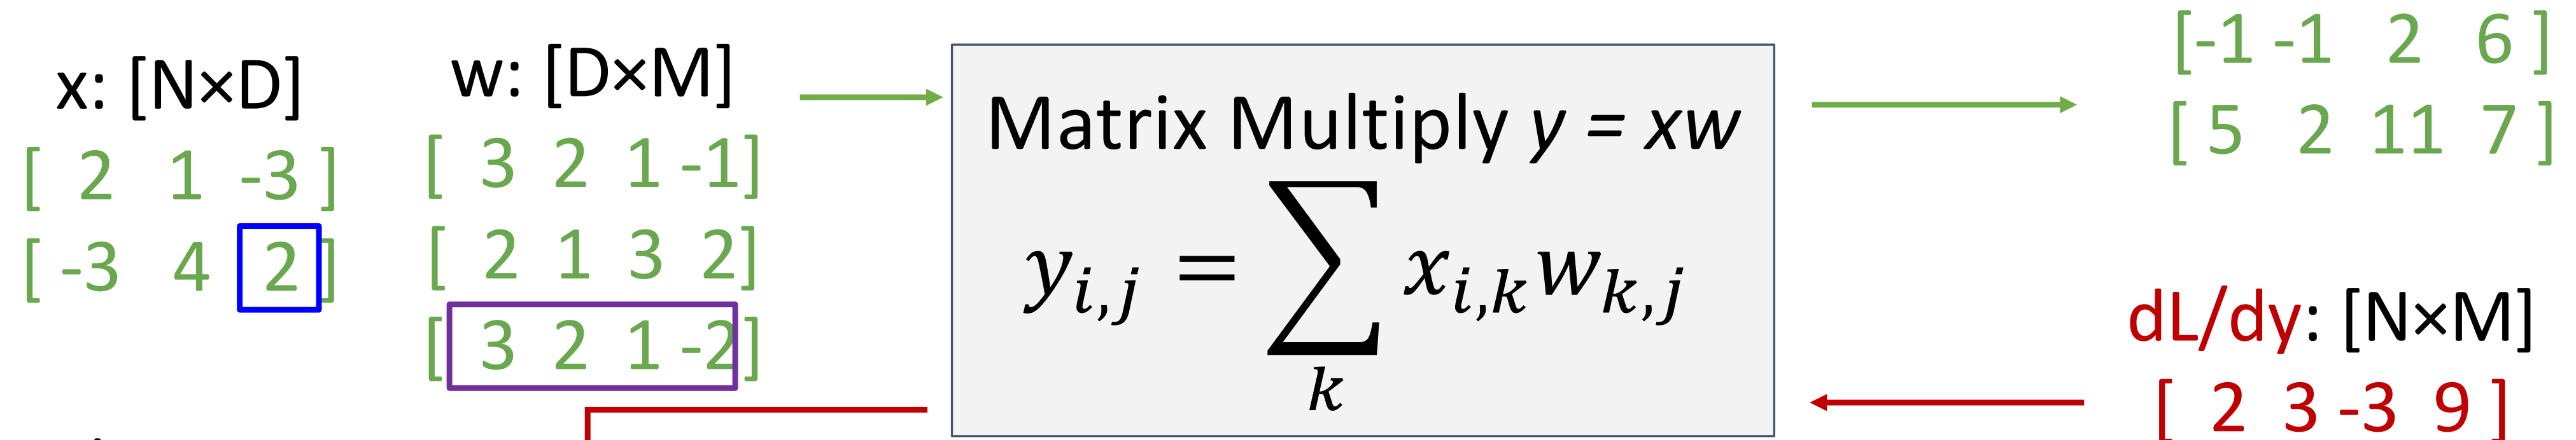 x: [N×D]
[ 2 1 -3 ]
[ -3 4 2 ]
w: [D×M]
[ 3 2 1 -1]
[ 2 1 3 2]
[ 3 2 1 -2]
Matrix Multiply y = xw
y_{i,j} = ∑_k x_{i,k} w_{k,j}
[-1 -1 2 6 ]
[ 5 2 11 7 ]
dL/dy: [N×M]
[ 2 3 -3 9 ]